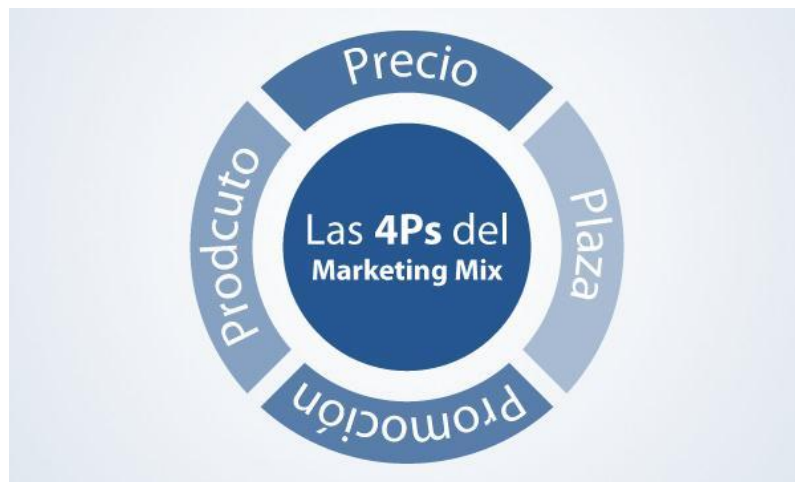 Precio
Plaza
Promoción
Prodcuto
Las 4Ps del
Marketing Mix